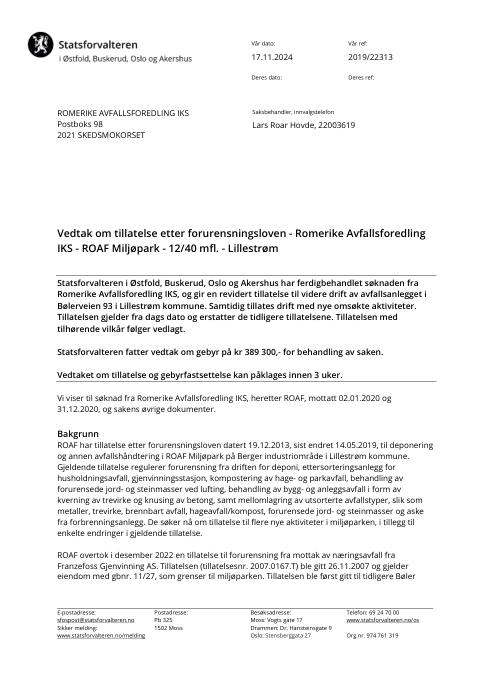 Statsforvalteren
i Østfold, Buskerud, Oslo og Akershus
Vår dato:
Vår ref:
17.11.2024
2019/22313
Deres dato:
Deres ref:
ROMERIKE AVFALLSFOREDLING IKS
Postboks 98
2021 SKEDSMOKORSET
Saksbehandler, innvalgstelefon
Lars Roar Hovde, 22003619
Vedtak om tillatelse etter forurensningsloven - Romerike Avfallsforedling
IKS - ROAF Miljøpark - 12/40 mfl. - Lillestrøm
Statsforvalteren i Østfold, Buskerud, Oslo og Akershus har ferdigbehandlet søknaden fra
Romerike Avfallsforedling IKS, og gir en revidert tillatelse til videre drift av avfallsanlegget i
Bølerveien 93 i Lillestrøm kommune. Samtidig tillates drift med nye omsøkte aktiviteter.
Tillatelsen gjelder fra dags dato og erstatter de tidligere tillatelsene. Tillatelsen med
tilhørende vilkår følger vedlagt.
Statsforvalteren fatter vedtak om gebyr på kr 389 300,- for behandling av saken.
Vedtaket om tillatelse og gebyrfastsettelse kan påklages innen 3 uker.
Vi viser til søknad fra Romerike Avfallsforedling IKS, heretter ROAF, mottatt 02.01.2020 og
31.12.2020, og sakens øvrige dokumenter.
Bakgrunn
ROAF har tillatelse etter forurensningsloven datert 19.12.2013, sist endret 14.05.2019, til deponering
og annen avfallshåndtering i ROAF Miljøpark på Berger industriområde i Lillestrøm kommune.
Gjeldende tillatelse regulerer forurensning fra driften for deponi, ettersorteringsanlegg for
husholdningsavfall, gjenvinningsstasjon, kompostering av hage- og parkavfall, behandling av
forurensede jord- og steinmasser ved lufting, behandling av bygg- og anleggsavfall i form av
kverning av trevirke og knusing av betong, samt mellomlagring av utsorterte avfallstyper, slik som
metaller, trevirke, brennbart avfall, hageavfall/kompost, forurensede jord- og steinmasser og aske
fra forbrenningsanlegg. De søker nå om tillatelse til flere nye aktiviteter i miljøparken, i tillegg til
enkelte endringer i gjeldende tillatelse.
ROAF overtok i desember 2022 en tillatelse til forurensning fra mottak av næringsavfall fra
Franzefoss Gjenvinning AS. Tillatelsen (tillatelsesnr. 2007.0167.T) ble gitt 26.11.2007 og gjelder
eiendom med gbnr. 11/27, som grenser til miljøparken. Tillatelsen ble først gitt til tidligere Bøler
E-postadresse:
sfospost@statsforvalteren.no
Sikker melding:
www.statsforvalteren.no/melding
Postadresse:
Pb 325
1502 Moss
Besøksadresse:
Moss: Vogts gate 17
Drammen: Dr. Hansteinsgate 9
Oslo: Stensberggata 27
Telefon: 69 24 70 00
www.statsforvalteren.no/os
Org.nr. 974 761 319